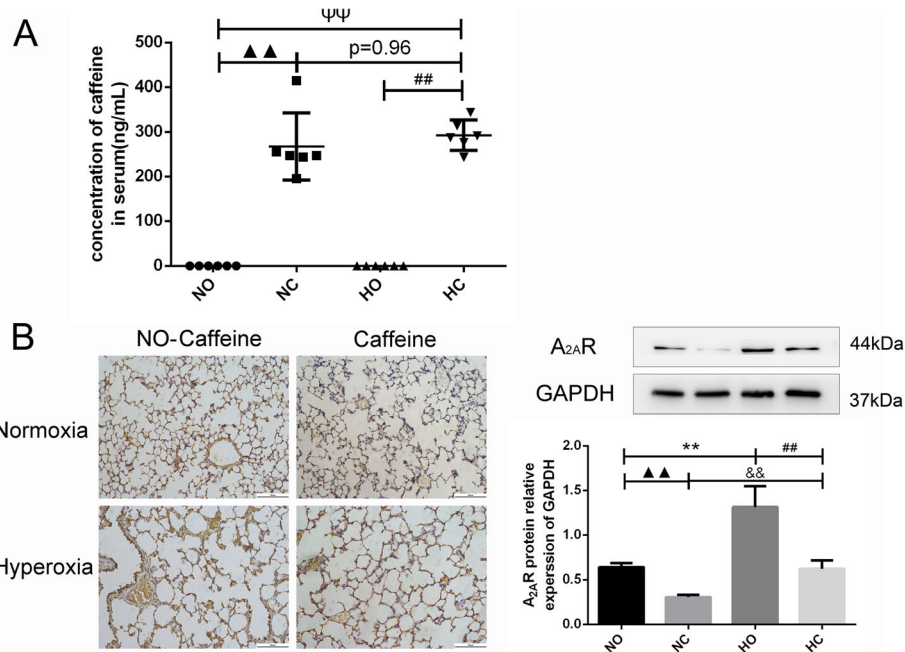 A
ΨΨ
▲▲
p=0.96
##
concentration of caffeine
in serum(ng/mL)
500
400
300
200
100
0
NO
NC
HO
HC
B
NO-Caffeine
Caffeine
Normoxia
Hyperoxia
A2AR
44kDa
GAPDH
37kDa
**
##
▲▲
&&
A2AR protein relative
experssion of GAPDH
2.0
1.5
1.0
0.5
0.0
NO
NC
HO
HC